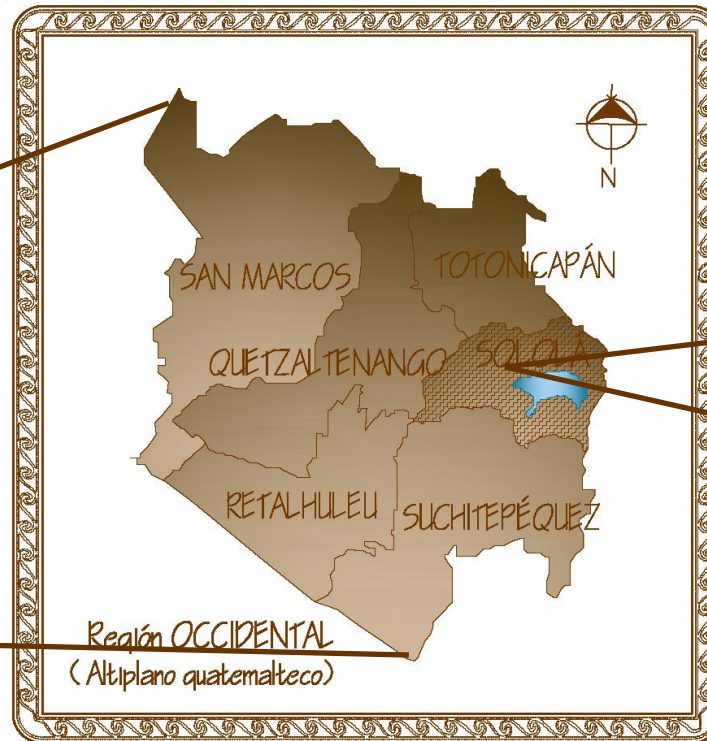 N
SAN MARCOS
TOTONICAPÁN
QUETZALTENANGO
SOLOLÁ
RETALHULEU
SUCHITEPÉQUEZ
Región OCCIDENTAL
(Altiplano guatemalteco)